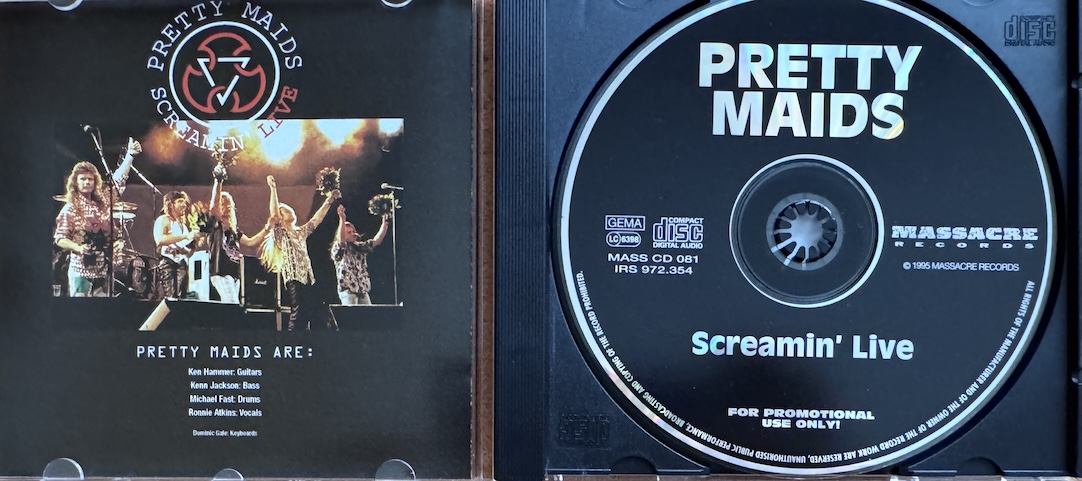 PRETTY MAIDS
SCREAMIN' LIVE
PRETTY MAIDS ARE:
Ken Hammer: Guitars
Kenn Jackson: Bass
Michael Fast: Drums
Ronnie Atkins: Vocals
Dominic Gale: Keyboards
COMPACT
disc
DIGITAL AUDIO
PRETTY
MAIDS
GEMA
LC 6398
COMPACT
disc
DIGITAL AUDIO
MASS CD 081
IRS 972.354
MASSACRE
RECORDS
© 1995 MASSACRE RECORDS
Screamin' Live
FOR PROMOTIONAL
USE ONLY!
ALL RIGHTS OF THE MANUFACTURER AND OF THE OWNER OF THE RECORD WORK ARE RESERVED. UNAUTHORISED PUBLIC PERFORMANCE, BROADCASTING AND COPYING OF THE RECORD PROHIBITED.